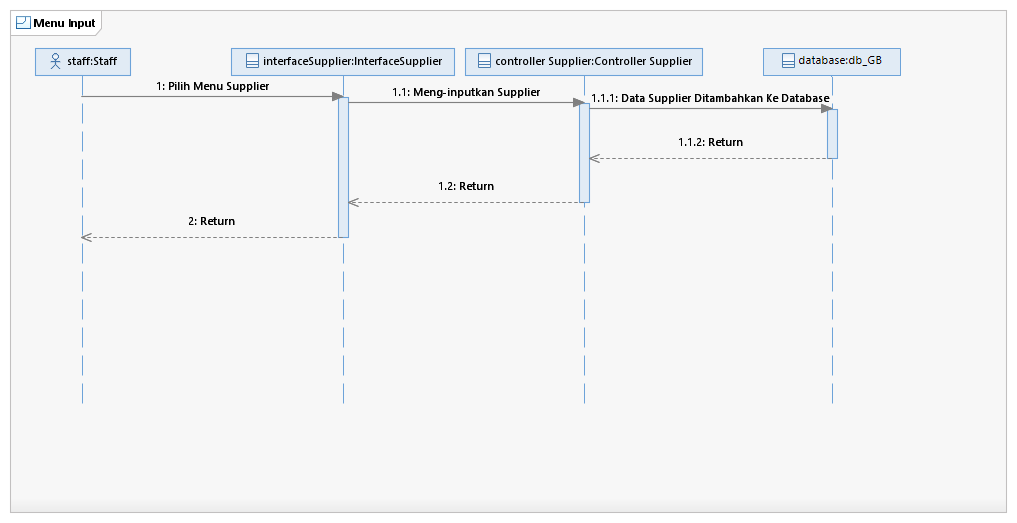 Menu Input
staff:Staff
interfaceSupplier:InterfaceSupplier
controller Supplier:Controller Supplier
database:db_GB
1: Pilih Menu Supplier
1.1: Meng-inputkan Supplier
1.1.1: Data Supplier Ditambahkan Ke Database
1.1.2: Return
1.2: Return
2: Return